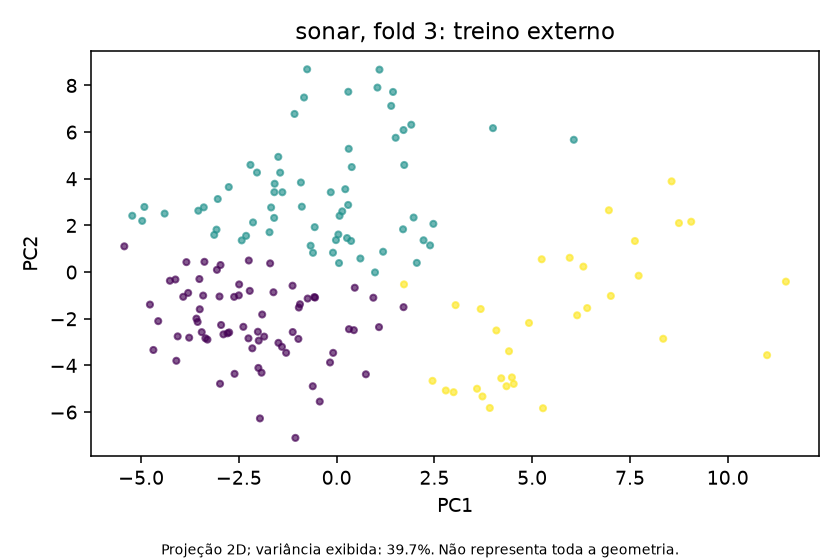 sonar, fold 3: treino externo
8
6
4
2
0
−2
−4
−6
PC2
−5.0 −2.5 0.0 2.5 5.0 7.5 10.0
PC1
Projeção 2D; variância exibida: 39.7%. Não representa toda a geometria.